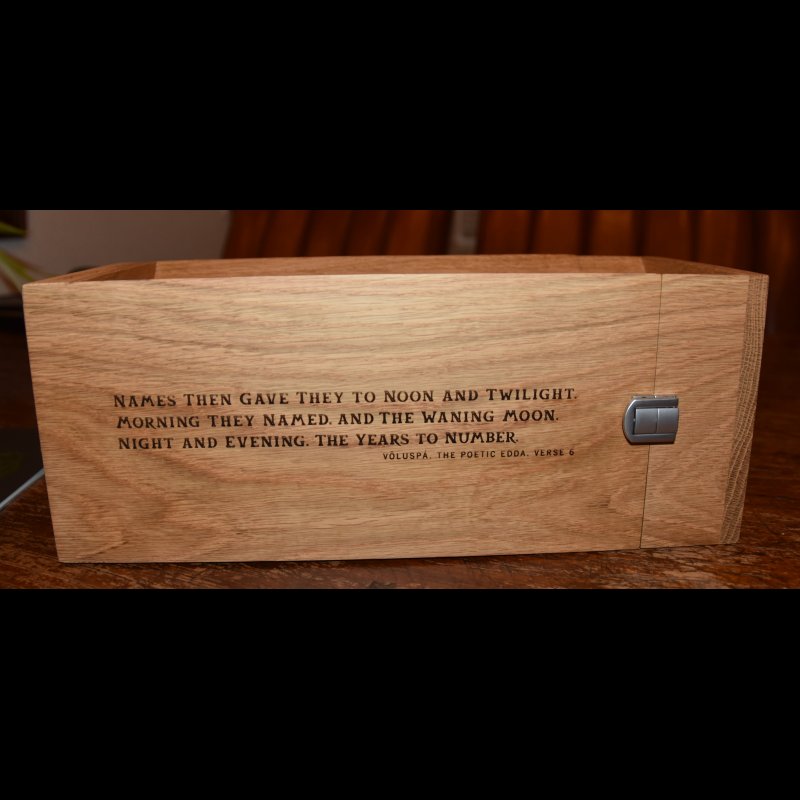 Names Then Gave They to Noon and Twilight.
Morning They Named. and The Waning Moon.
Night and Evening. The Years to Number.
VÖLUSPÁ. THE POETIC EDDA. VERSE 6